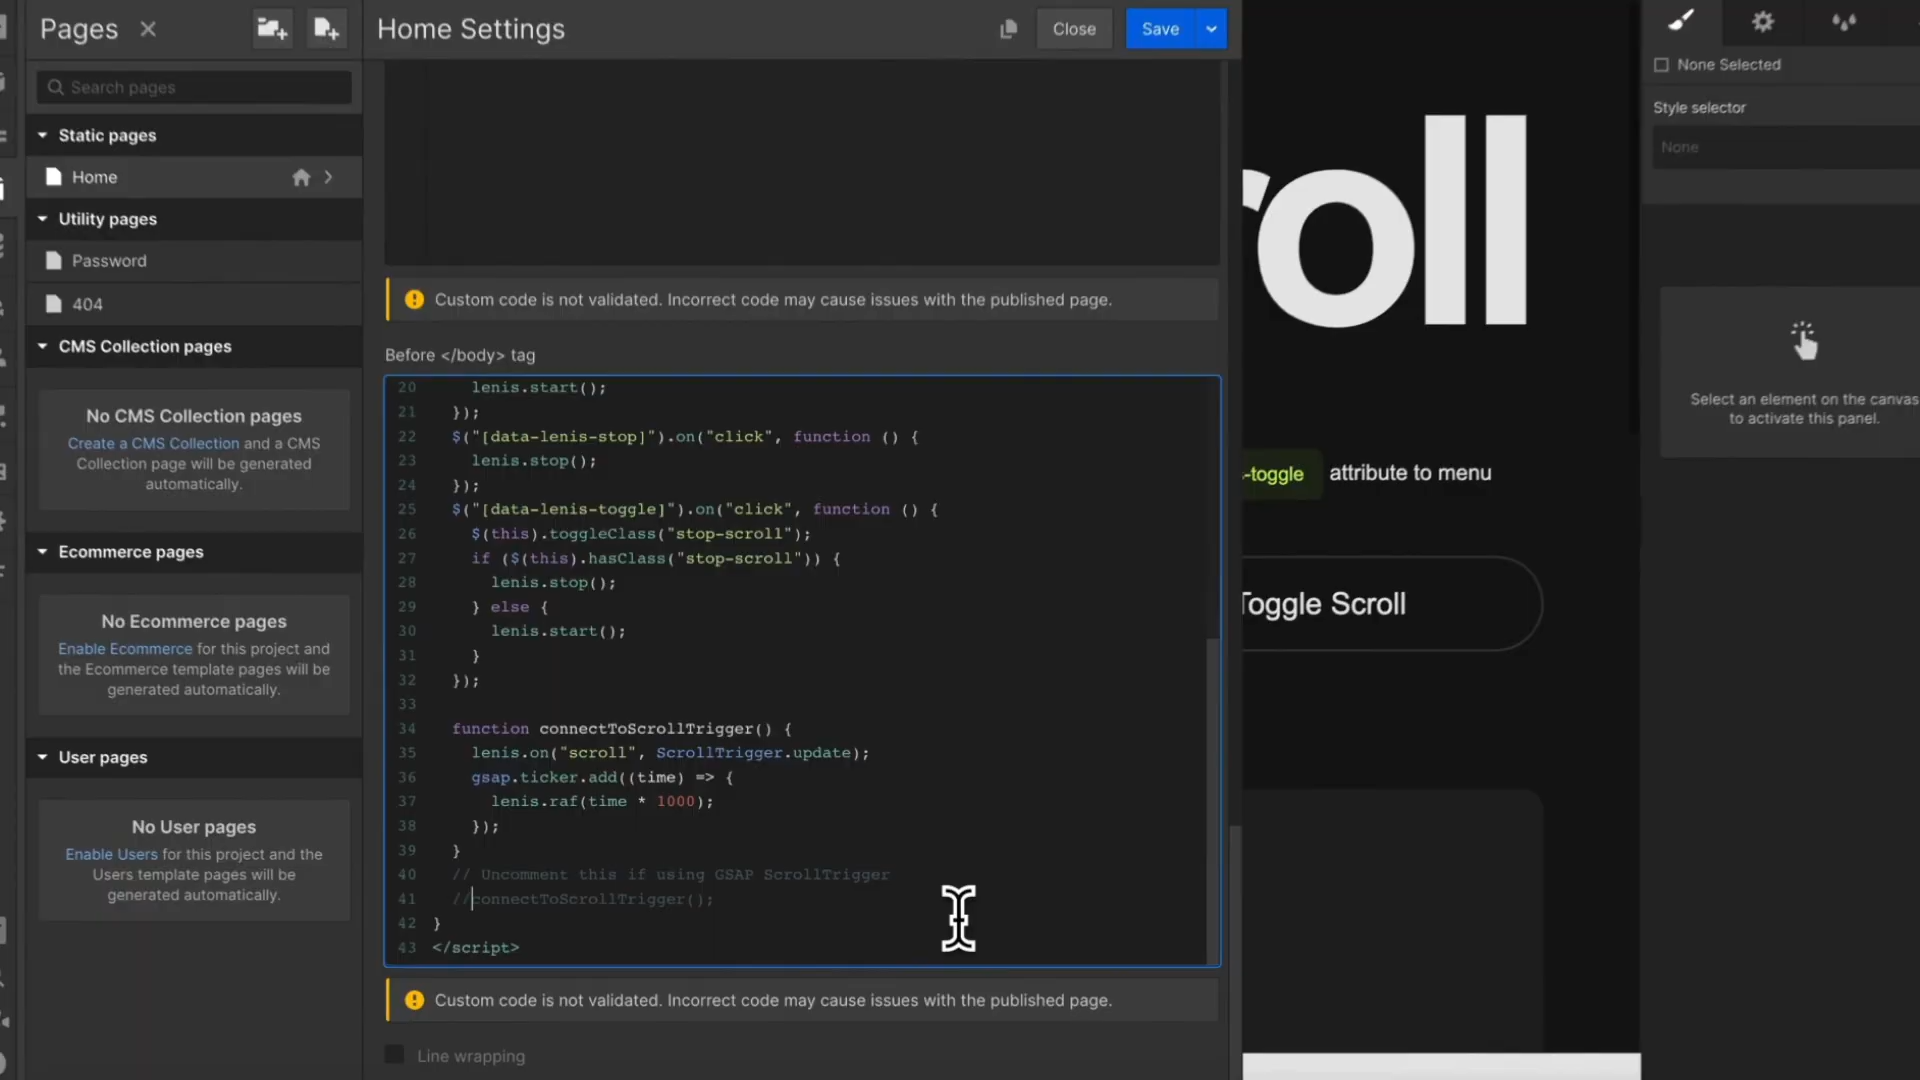 Pages
Search pages
Static pages
Home
Utility pages
Password
404
CMS Collection pages
No CMS Collection pages
Create a CMS Collection and a CMS
Collection page will be generated
automatically.
Ecommerce pages
No Ecommerce pages
Enable Ecommerce for this project and
the Ecommerce template pages will be
generated automatically.
User pages
No User pages
Enable Users for this project and the
Users template pages will be
generated automatically.
Home Settings
Close
Save
Custom code is not validated. Incorrect code may cause issues with the published page.
Before </body> tag
20 lenis.start();
21 });
22 $("[data-lenis-stop]").on("click", function () {
23 lenis.stop();
24 });
25 $("[data-lenis-toggle]").on("click", function () {
26 $(this).toggleClass("stop-scroll");
27 if ($(this).hasClass("stop-scroll")) {
28 lenis.stop();
29 } else {
30 lenis.start();
31 }
32 });
33
34 function connectToScrollTrigger() {
35 lenis.on("scroll", ScrollTrigger.update);
36 gsap.ticker.add((time) => {
37 lenis.raf(time * 1000);
38 });
39 }
40 // Uncomment this if using GSAP ScrollTrigger
41 //connectToScrollTrigger();
42 }
43 </script>
Custom code is not validated. Incorrect code may cause issues with the published page.
Line wrapping
roll
-toggle attribute to menu
Toggle Scroll
None Selected
Style selector
None
Select an element on the canvas
to activate this panel.